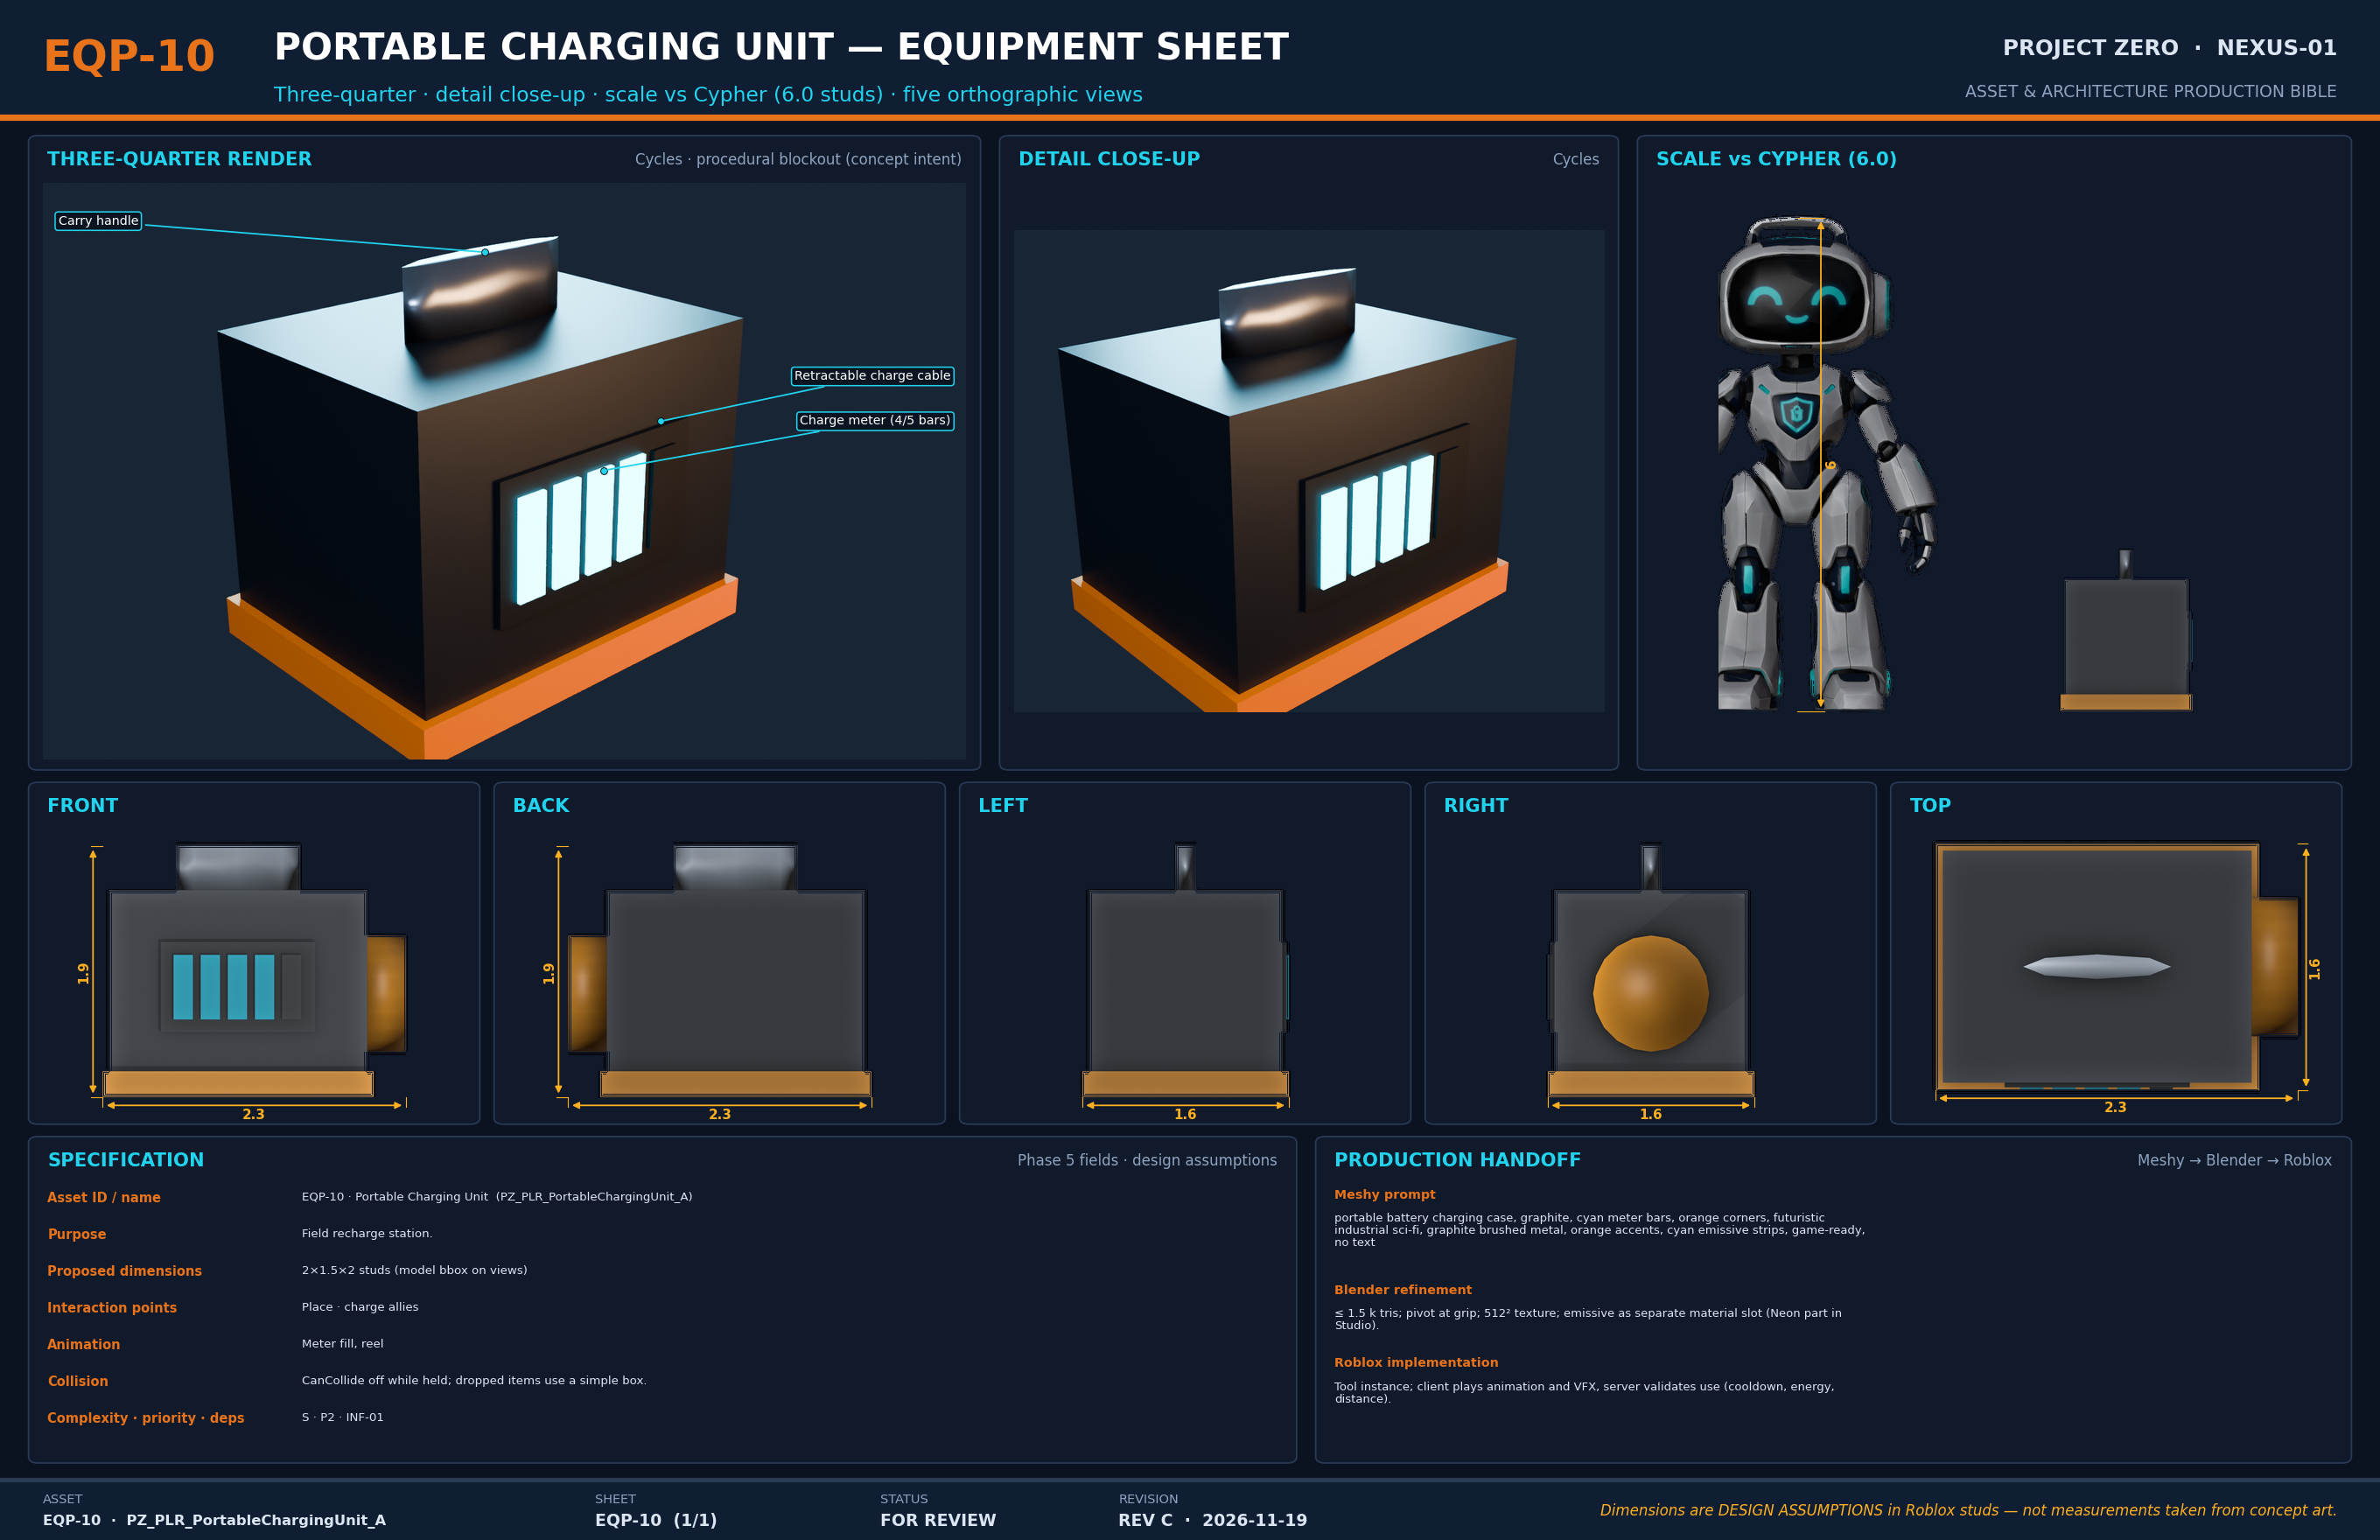 EQP-10
PORTABLE CHARGING UNIT — EQUIPMENT SHEET
Three-quarter · detail close-up · scale vs Cypher (6.0 studs) · five orthographic views
PROJECT ZERO · NEXUS-01
ASSET & ARCHITECTURE PRODUCTION BIBLE
THREE-QUARTER RENDER
Cycles · procedural blockout (concept intent)
Carry handle
Retractable charge cable
Charge meter (4/5 bars)
DETAIL CLOSE-UP
Cycles
SCALE vs CYPHER (6.0)
6
FRONT
1.9
2.3
BACK
1.9
2.3
LEFT
1.6
RIGHT
1.6
TOP
1.6
2.3
SPECIFICATION
Phase 5 fields · design assumptions
Asset ID / name
EQP-10 · Portable Charging Unit (PZ_PLR_PortableChargingUnit_A)
Purpose
Field recharge station.
Proposed dimensions
2×1.5×2 studs (model bbox on views)
Interaction points
Place · charge allies
Animation
Meter fill, reel
Collision
CanCollide off while held; dropped items use a simple box.
Complexity · priority · deps
S · P2 · INF-01
PRODUCTION HANDOFF
Meshy → Blender → Roblox
Meshy prompt
portable battery charging case, graphite, cyan meter bars, orange corners, futuristic
industrial sci-fi, graphite brushed metal, orange accents, cyan emissive strips, game-ready,
no text
Blender refinement
≤ 1.5 k tris; pivot at grip; 512² texture; emissive as separate material slot (Neon part in
Studio).
Roblox implementation
Tool instance; client plays animation and VFX, server validates use (cooldown, energy,
distance).
ASSET
EQP-10 · PZ_PLR_PortableChargingUnit_A
SHEET
EQP-10 (1/1)
STATUS
FOR REVIEW
REVISION
REV C · 2026-11-19
Dimensions are DESIGN ASSUMPTIONS in Roblox studs — not measurements taken from concept art.